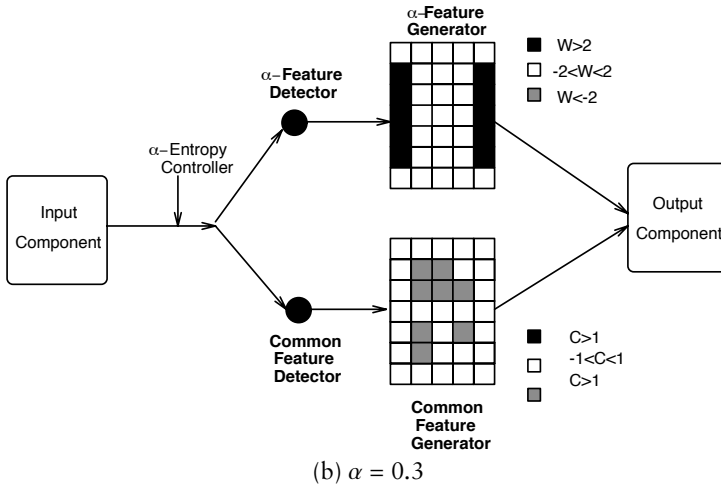 α–Feature
Generator
W>2
-2<W<2
W<-2
α–Feature
Detector
α–Entropy
Controller
Input
Component
Output
Component
Common
Feature
Detector
C>1
-1<C<1
C>1
Common
Feature
Generator
(b) α = 0.3